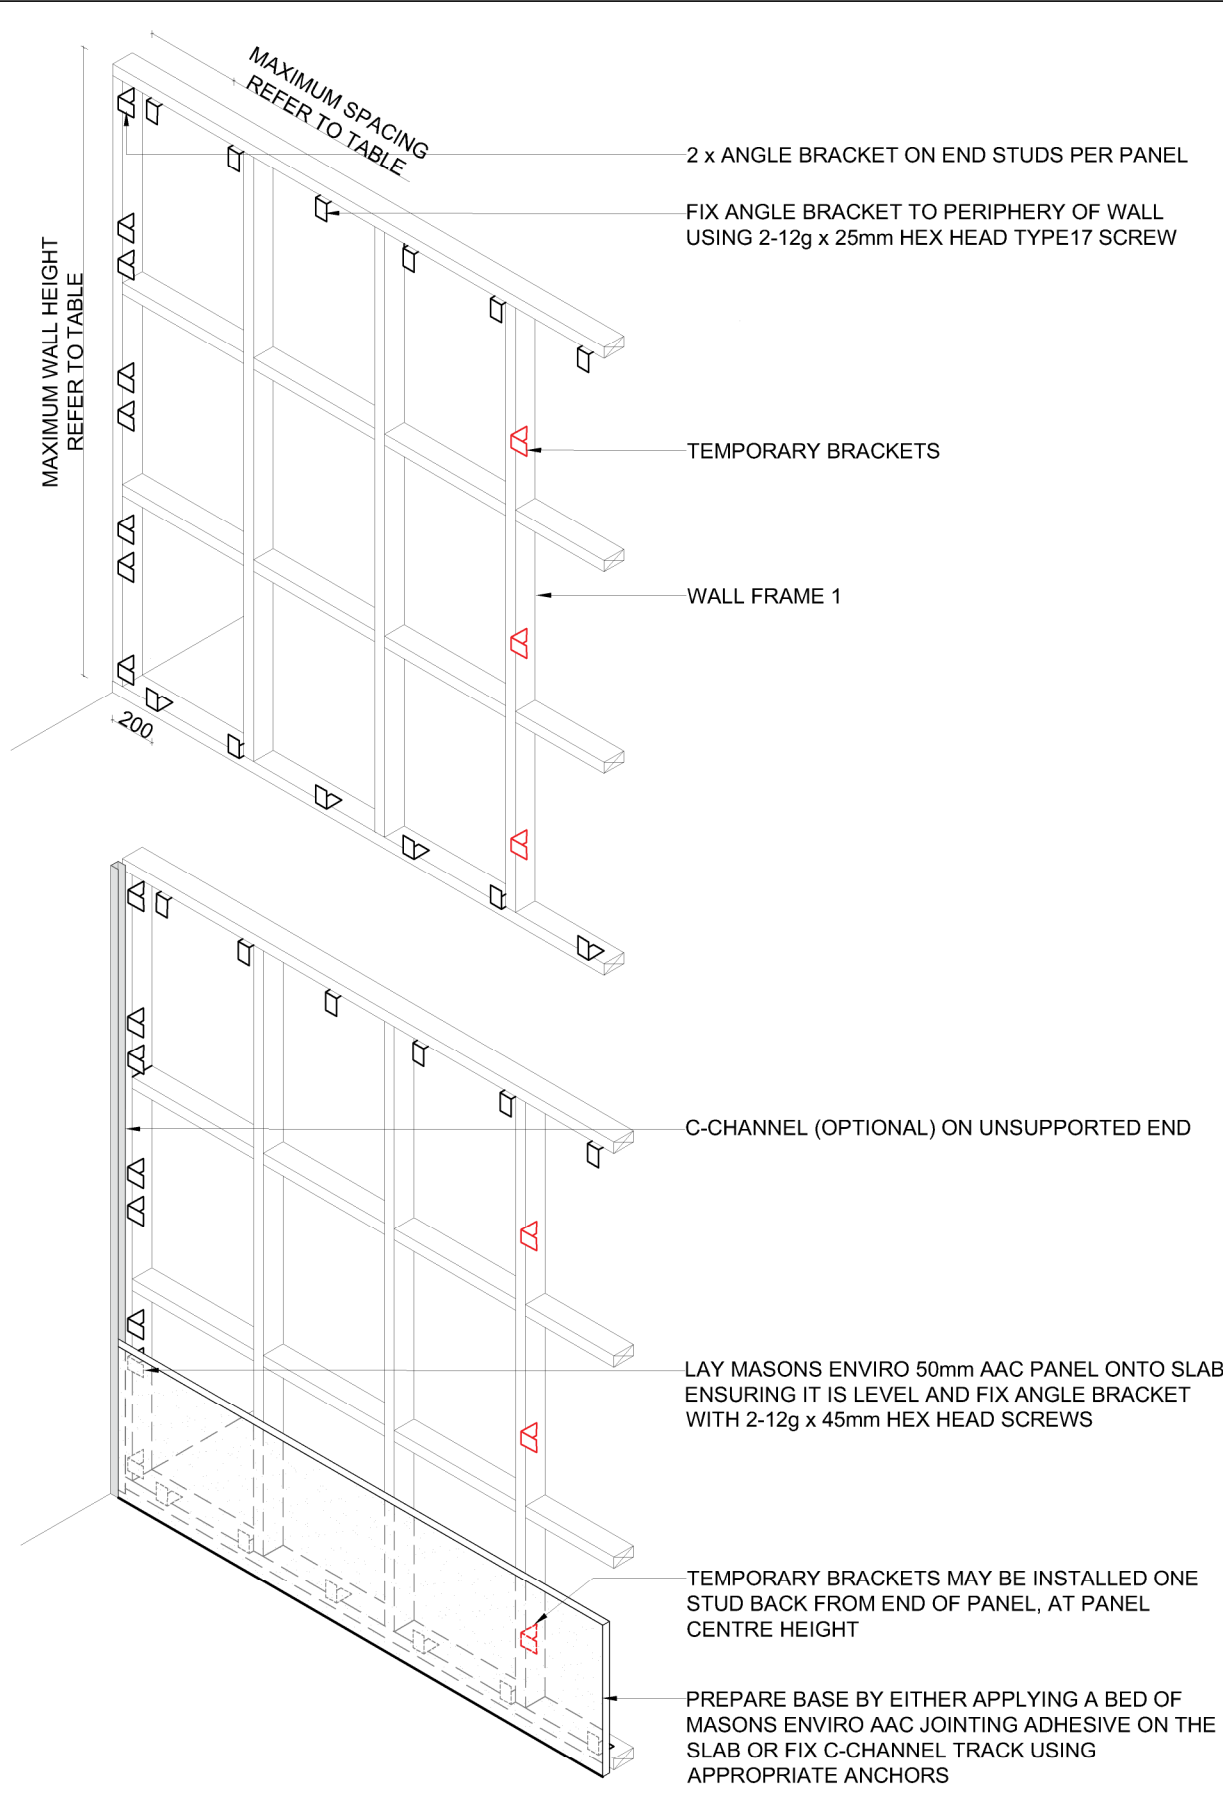 MAXIMUM SPACING
REFER TO TABLE
2 x ANGLE BRACKET ON END STUDS PER PANEL
FIX ANGLE BRACKET TO PERIPHERY OF WALL
USING 2-12g x 25mm HEX HEAD TYPE17 SCREW
MAXIMUM WALL HEIGHT
REFER TO TABLE
TEMPORARY BRACKETS
WALL FRAME 1
200
C-CHANNEL (OPTIONAL) ON UNSUPPORTED END
LAY MASONS ENVIRO 50mm AAC PANEL ONTO SLAB
ENSURING IT IS LEVEL AND FIX ANGLE BRACKET
WITH 2-12g x 45mm HEX HEAD SCREWS
TEMPORARY BRACKETS MAY BE INSTALLED ONE
STUD BACK FROM END OF PANEL, AT PANEL
CENTRE HEIGHT
PREPARE BASE BY EITHER APPLYING A BED OF
MASONS ENVIRO AAC JOINTING ADHESIVE ON THE
SLAB OR FIX C-CHANNEL TRACK USING
APPROPRIATE ANCHORS